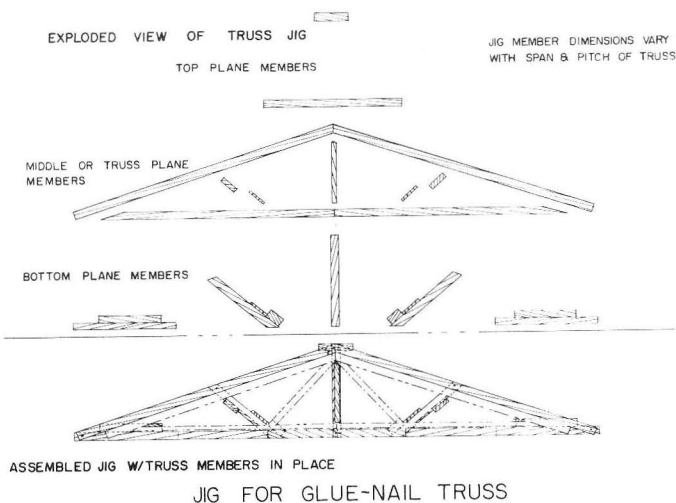 EXPLODED VIEW OF TRUSS JIG
JIG MEMBER DIMENSIONS VARY
WITH SPAN & PITCH OF TRUSS
TOP PLANE MEMBERS
MIDDLE OR TRUSS PLANE
MEMBERS
BOTTOM PLANE MEMBERS
ASSEMBLED JIG W/TRUSS MEMBERS IN PLACE
JIG FOR GLUE-NAIL TRUSS